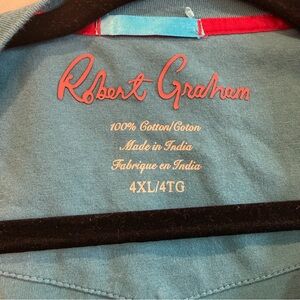 Robert Graham
100% Cotton/Coton
Made in India
Fabrique en India
4XL/4TG